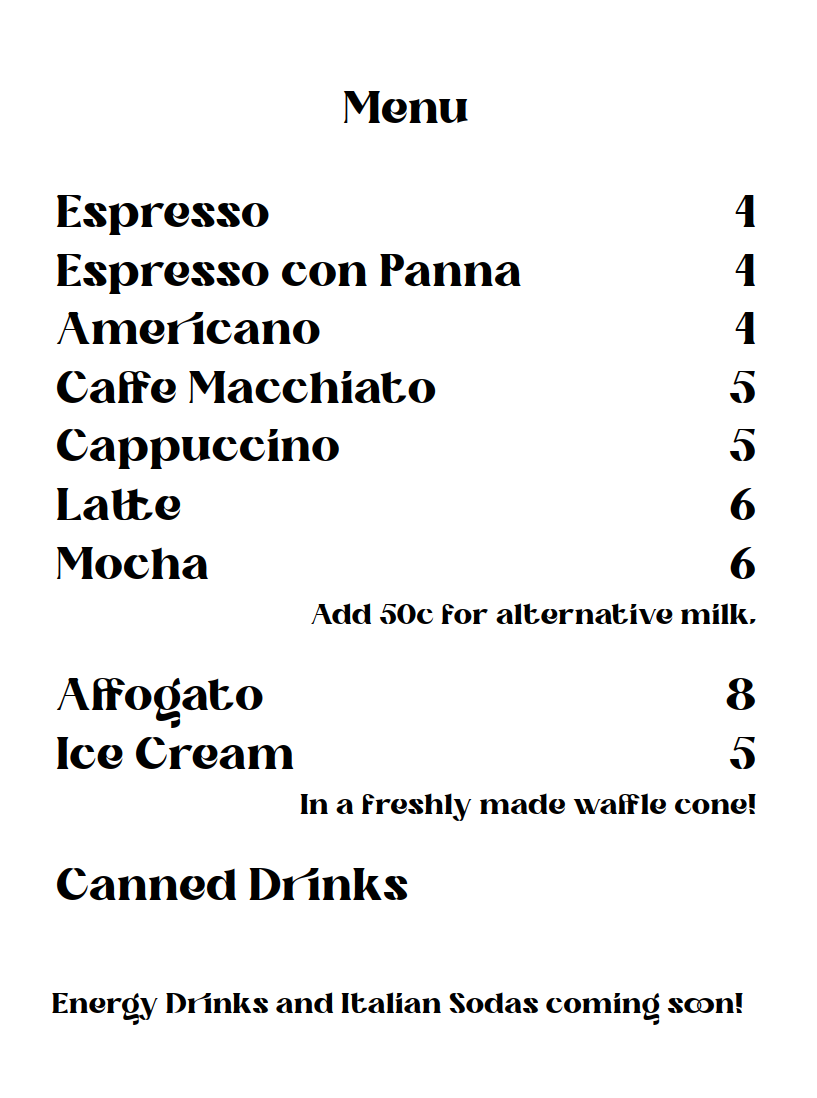 Menu
Espresso 4
Espresso con Panna 4
Americano 4
Caffe Macchiato 5
Cappuccino 5
Latte 6
Mocha 6
Add 50c for alternative milk.
Affogato 8
Ice Cream 5
In a freshly made waffle cone!
Canned Drinks
Energy Drinks and Italian Sodas coming soon!